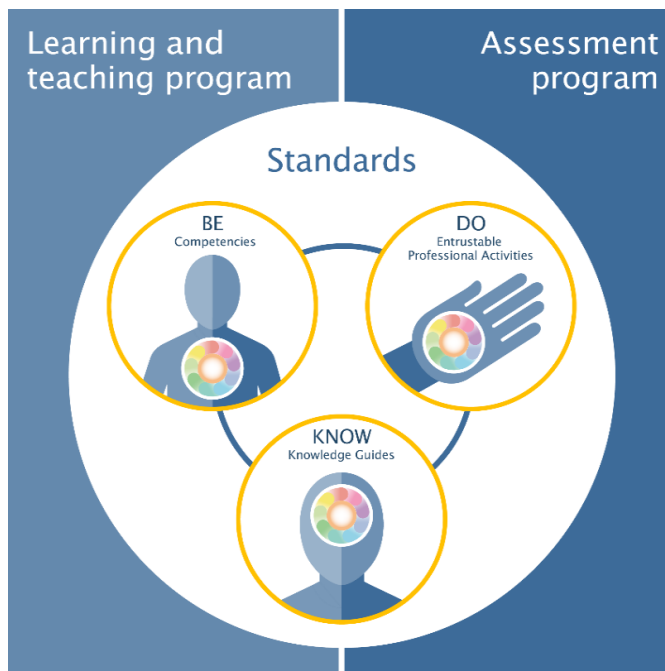 Learning and
teaching program
Assessment
program
Standards
BE
Competencies
DO
Entrustable
Professional Activities
KNOW
Knowledge Guides